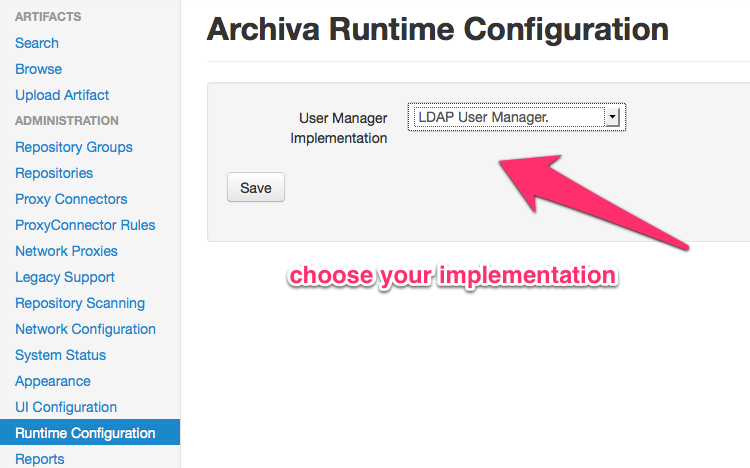 ARTIFACTS
Search
Browse
Upload Artifact
ADMINISTRATION
Repository Groups
Repositories
Proxy Connectors
ProxyConnector Rules
Network Proxies
Legacy Support
Repository Scanning
Network Configuration
System Status
Appearance
UI Configuration
Runtime Configuration
Reports
Archiva Runtime Configuration
User Manager
Implementation
LDAP User Manager.
Save
choose your implementation